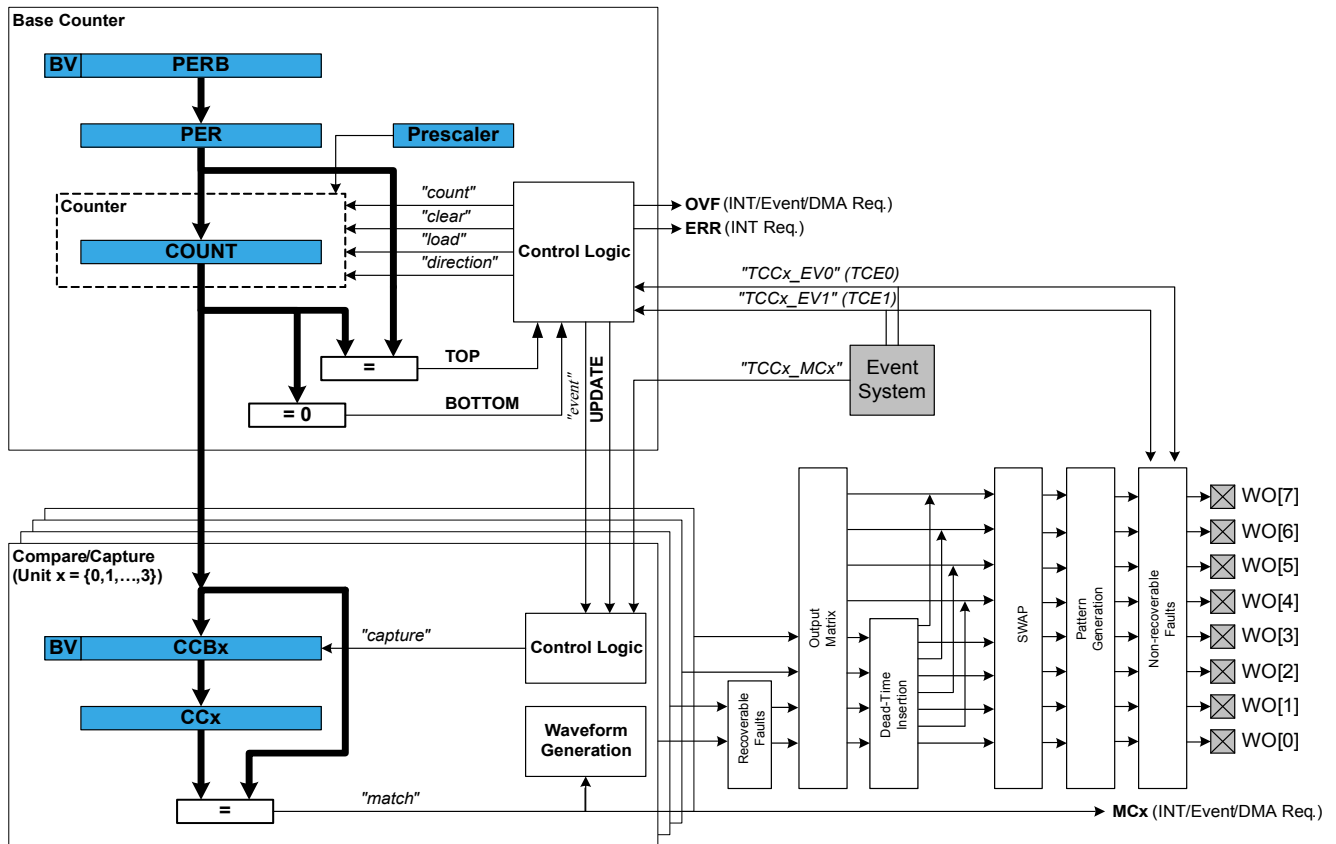 Base Counter
BV
PERB
PER
Prescaler
Counter
COUNT
"count"
"clear"
"load"
"direction"
Control Logic
OVF (INT/Event/DMA Req.)
ERR (INT Req.)
"TCCx_EV0" (TCE0)
"TCCx_EV1" (TCE1)
"TCCx_MCx"
Event
System
=
TOP
= 0
BOTTOM
"event"
UPDATE
Compare/Capture
(Unit x = {0,1,…,3})
BV
CCBx
CCx
=
"capture"
Control Logic
Waveform
Generation
"match"
Recoverable
Faults
Output
Matrix
Dead-Time
Insertion
SWAP
Pattern
Generation
Non-recoverable
Faults
WO[7]
WO[6]
WO[5]
WO[4]
WO[3]
WO[2]
WO[1]
WO[0]
MCx (INT/Event/DMA Req.)